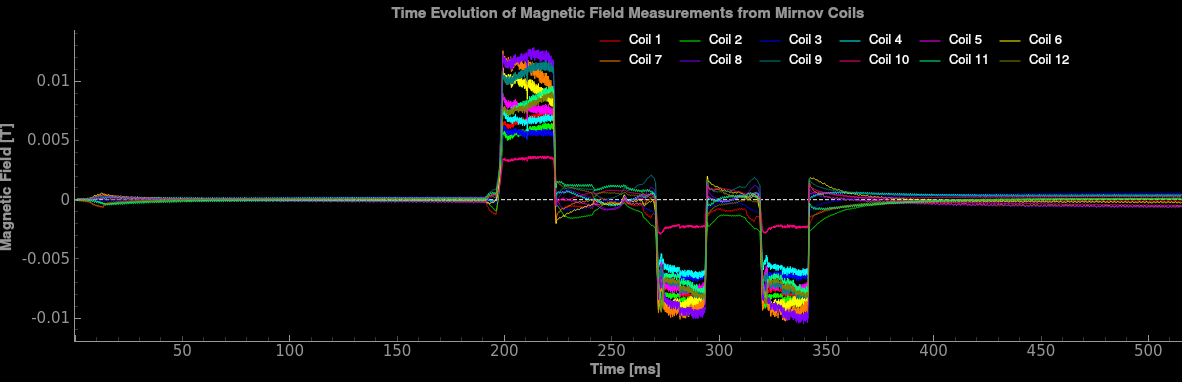 Time Evolution of Magnetic Field Measurements from Mirnov Coils
Coil 1 Coil 2 Coil 3 Coil 4 Coil 5 Coil 6
Coil 7 Coil 8 Coil 9 Coil 10 Coil 11 Coil 12
Magnetic Field [T]
0.01
0.005
0
-0.005
-0.01
50 100 150 200 250 300 350 400 450 500
Time [ms]